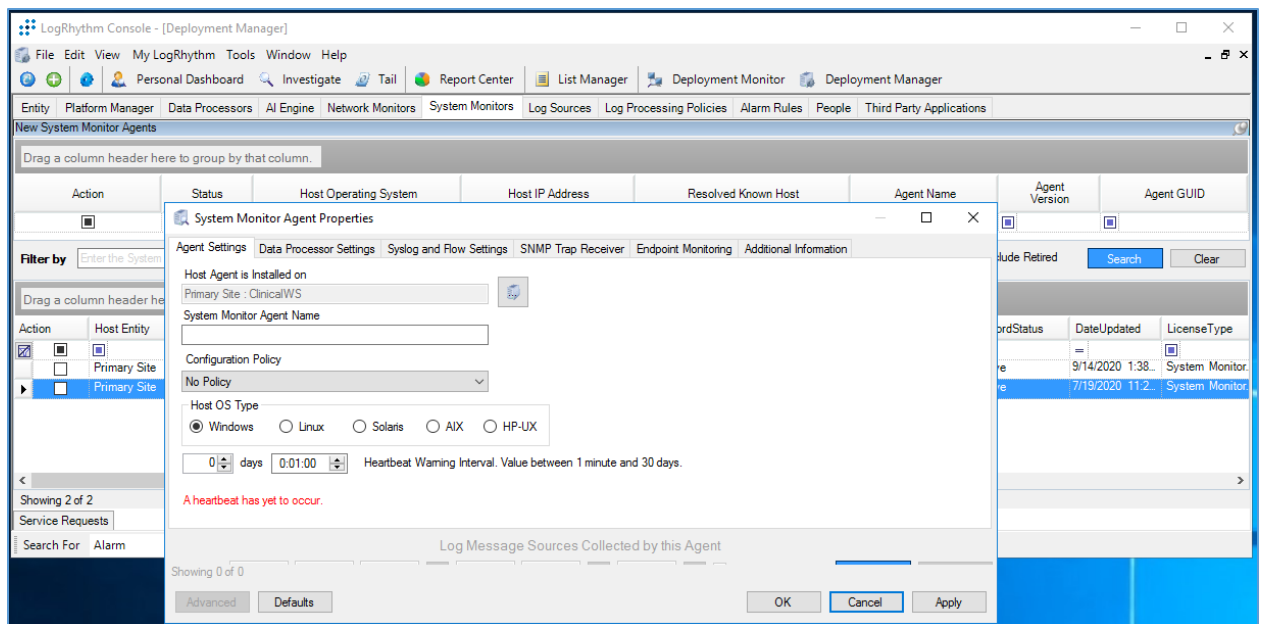 LogRhythm Console - [Deployment Manager]
File Edit View My LogRhythm Tools Window Help
Personal Dashboard Investigate Tail Report Center List Manager Deployment Monitor Deployment Manager
Entity Platform Manager Data Processors AI Engine Network Monitors System Monitors Log Sources Log Processing Policies Alarm Rules People Third Party Applications
New System Monitor Agents
Drag a column header here to group by that column.
Action Status Host Operating System Host IP Address Resolved Known Host Agent Name Agent Version Agent GUID
System Monitor Agent Properties
Agent Settings Data Processor Settings Syslog and Flow Settings SNMP Trap Receiver Endpoint Monitoring Additional Information
Filter by Enter the System
clude Retired Search Clear
Host Agent is Installed on
Primary Site : ClinicalWS
System Monitor Agent Name
Configuration Policy
No Policy
Host OS Type
Windows Linux Solaris AIX HP-UX
0 days 0:01:00 Heartbeat Warning Interval. Value between 1 minute and 30 days.
A heartbeat has yet to occur.
Drag a column header he
Action Host Entity
ordStatus DateUpdated LicenseType
=
Primary Site
ve 9/14/2020 1:38... System Monitor.
Primary Site
ve 7/19/2020 11:2... System Monitor
Showing 2 of 2
Service Requests
Search For Alarm
Log Message Sources Collected by this Agent
Showing 0 of 0
Advanced Defaults OK Cancel Apply